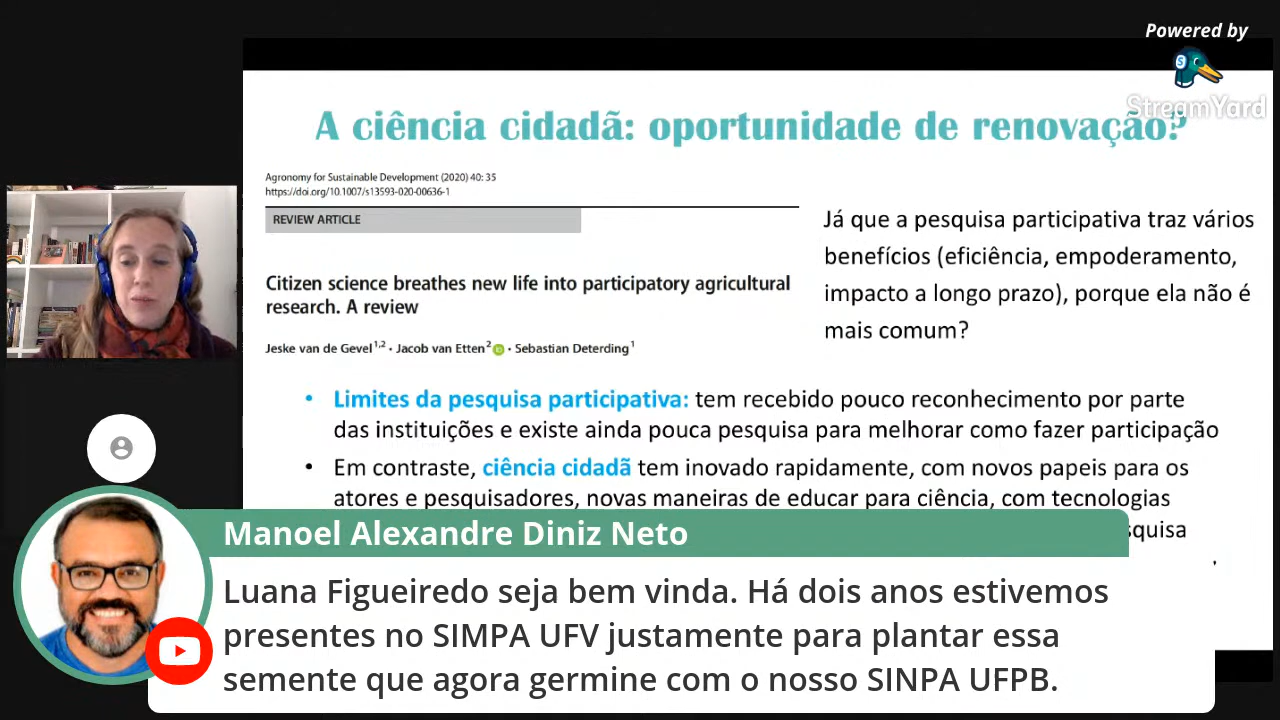 Powered by
StreamYard
A ciência cidadã: oportunidade de renovação?
Agronomy for Sustainable Development (2020) 40: 35
https://doi.org/10.1007/s13593-020-00636-1
REVIEW ARTICLE
Citizen science breathes new life into participatory agricultural
research. A review
Jeske van de Gevel1,2 • Jacob van Etten2 • Sebastian Deterding1
Já que a pesquisa participativa traz vários
benefícios (eficiência, empoderamento,
impacto a longo prazo), porque ela não é
mais comum?
• Limites da pesquisa participativa: tem recebido pouco reconhecimento por parte
das instituições e existe ainda pouca pesquisa para melhorar como fazer participação
• Em contraste, ciência cidadã tem inovado rapidamente, com novos papeis para os
atores e pesquisadores, novas maneiras de educar para ciência, com tecnologias
Manoel Alexandre Diniz Neto
Luana Figueiredo seja bem vinda. Há dois anos estivemos
presentes no SIMPA UFV justamente para plantar essa
semente que agora germine com o nosso SINPA UFPB.